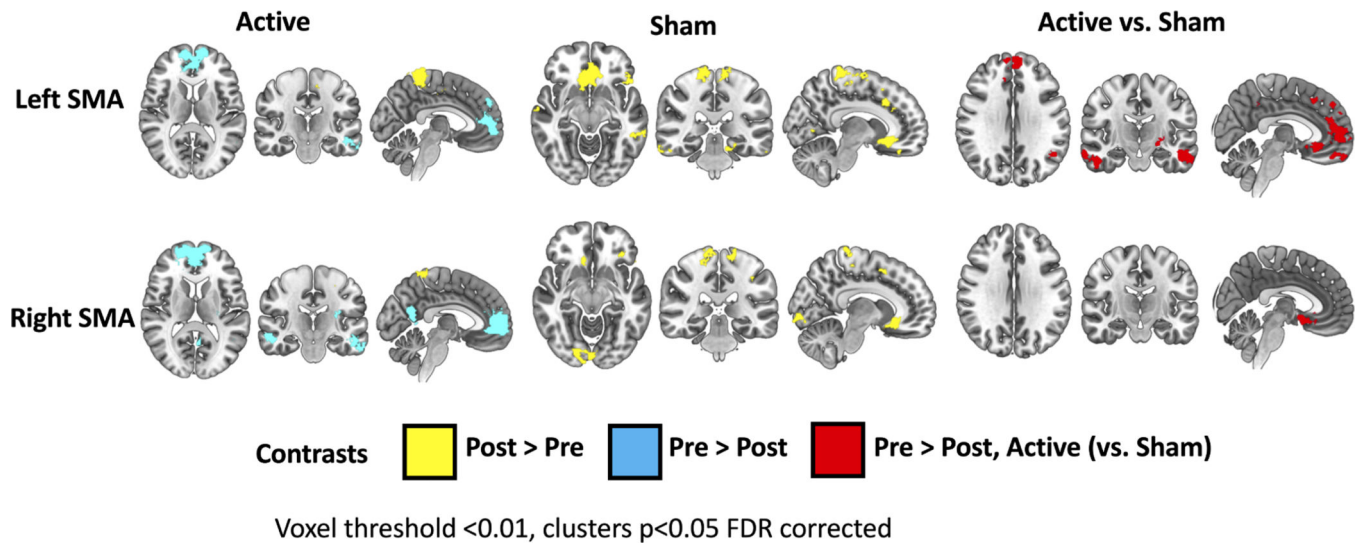 Active
Sham
Active vs. Sham
Left SMA
Right SMA
Contrasts
Post > Pre
Pre > Post
Pre > Post, Active (vs. Sham)
Voxel threshold <0.01, clusters p<0.05 FDR corrected